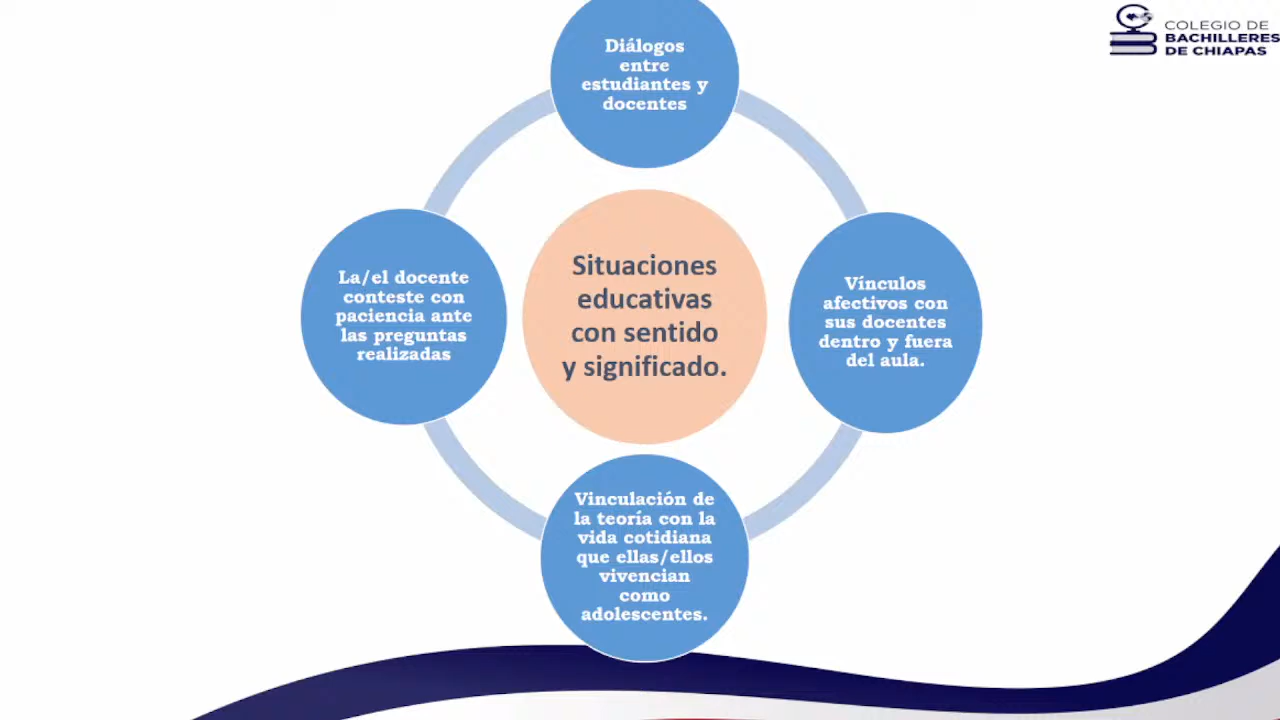 COLEGIO DE
BACHILLERES
DE CHIAPAS
Diálogos
entre
estudiantes y
docentes
La/el docente
conteste con
paciencia ante
las preguntas
realizadas
Situaciones
educativas
con sentido
y significado.
Vínculos
afectivos con
sus docentes
dentro y fuera
del aula.
Vinculación de
la teoría con la
vida cotidiana
que ellas/ellos
vivencian
como
adolescentes.